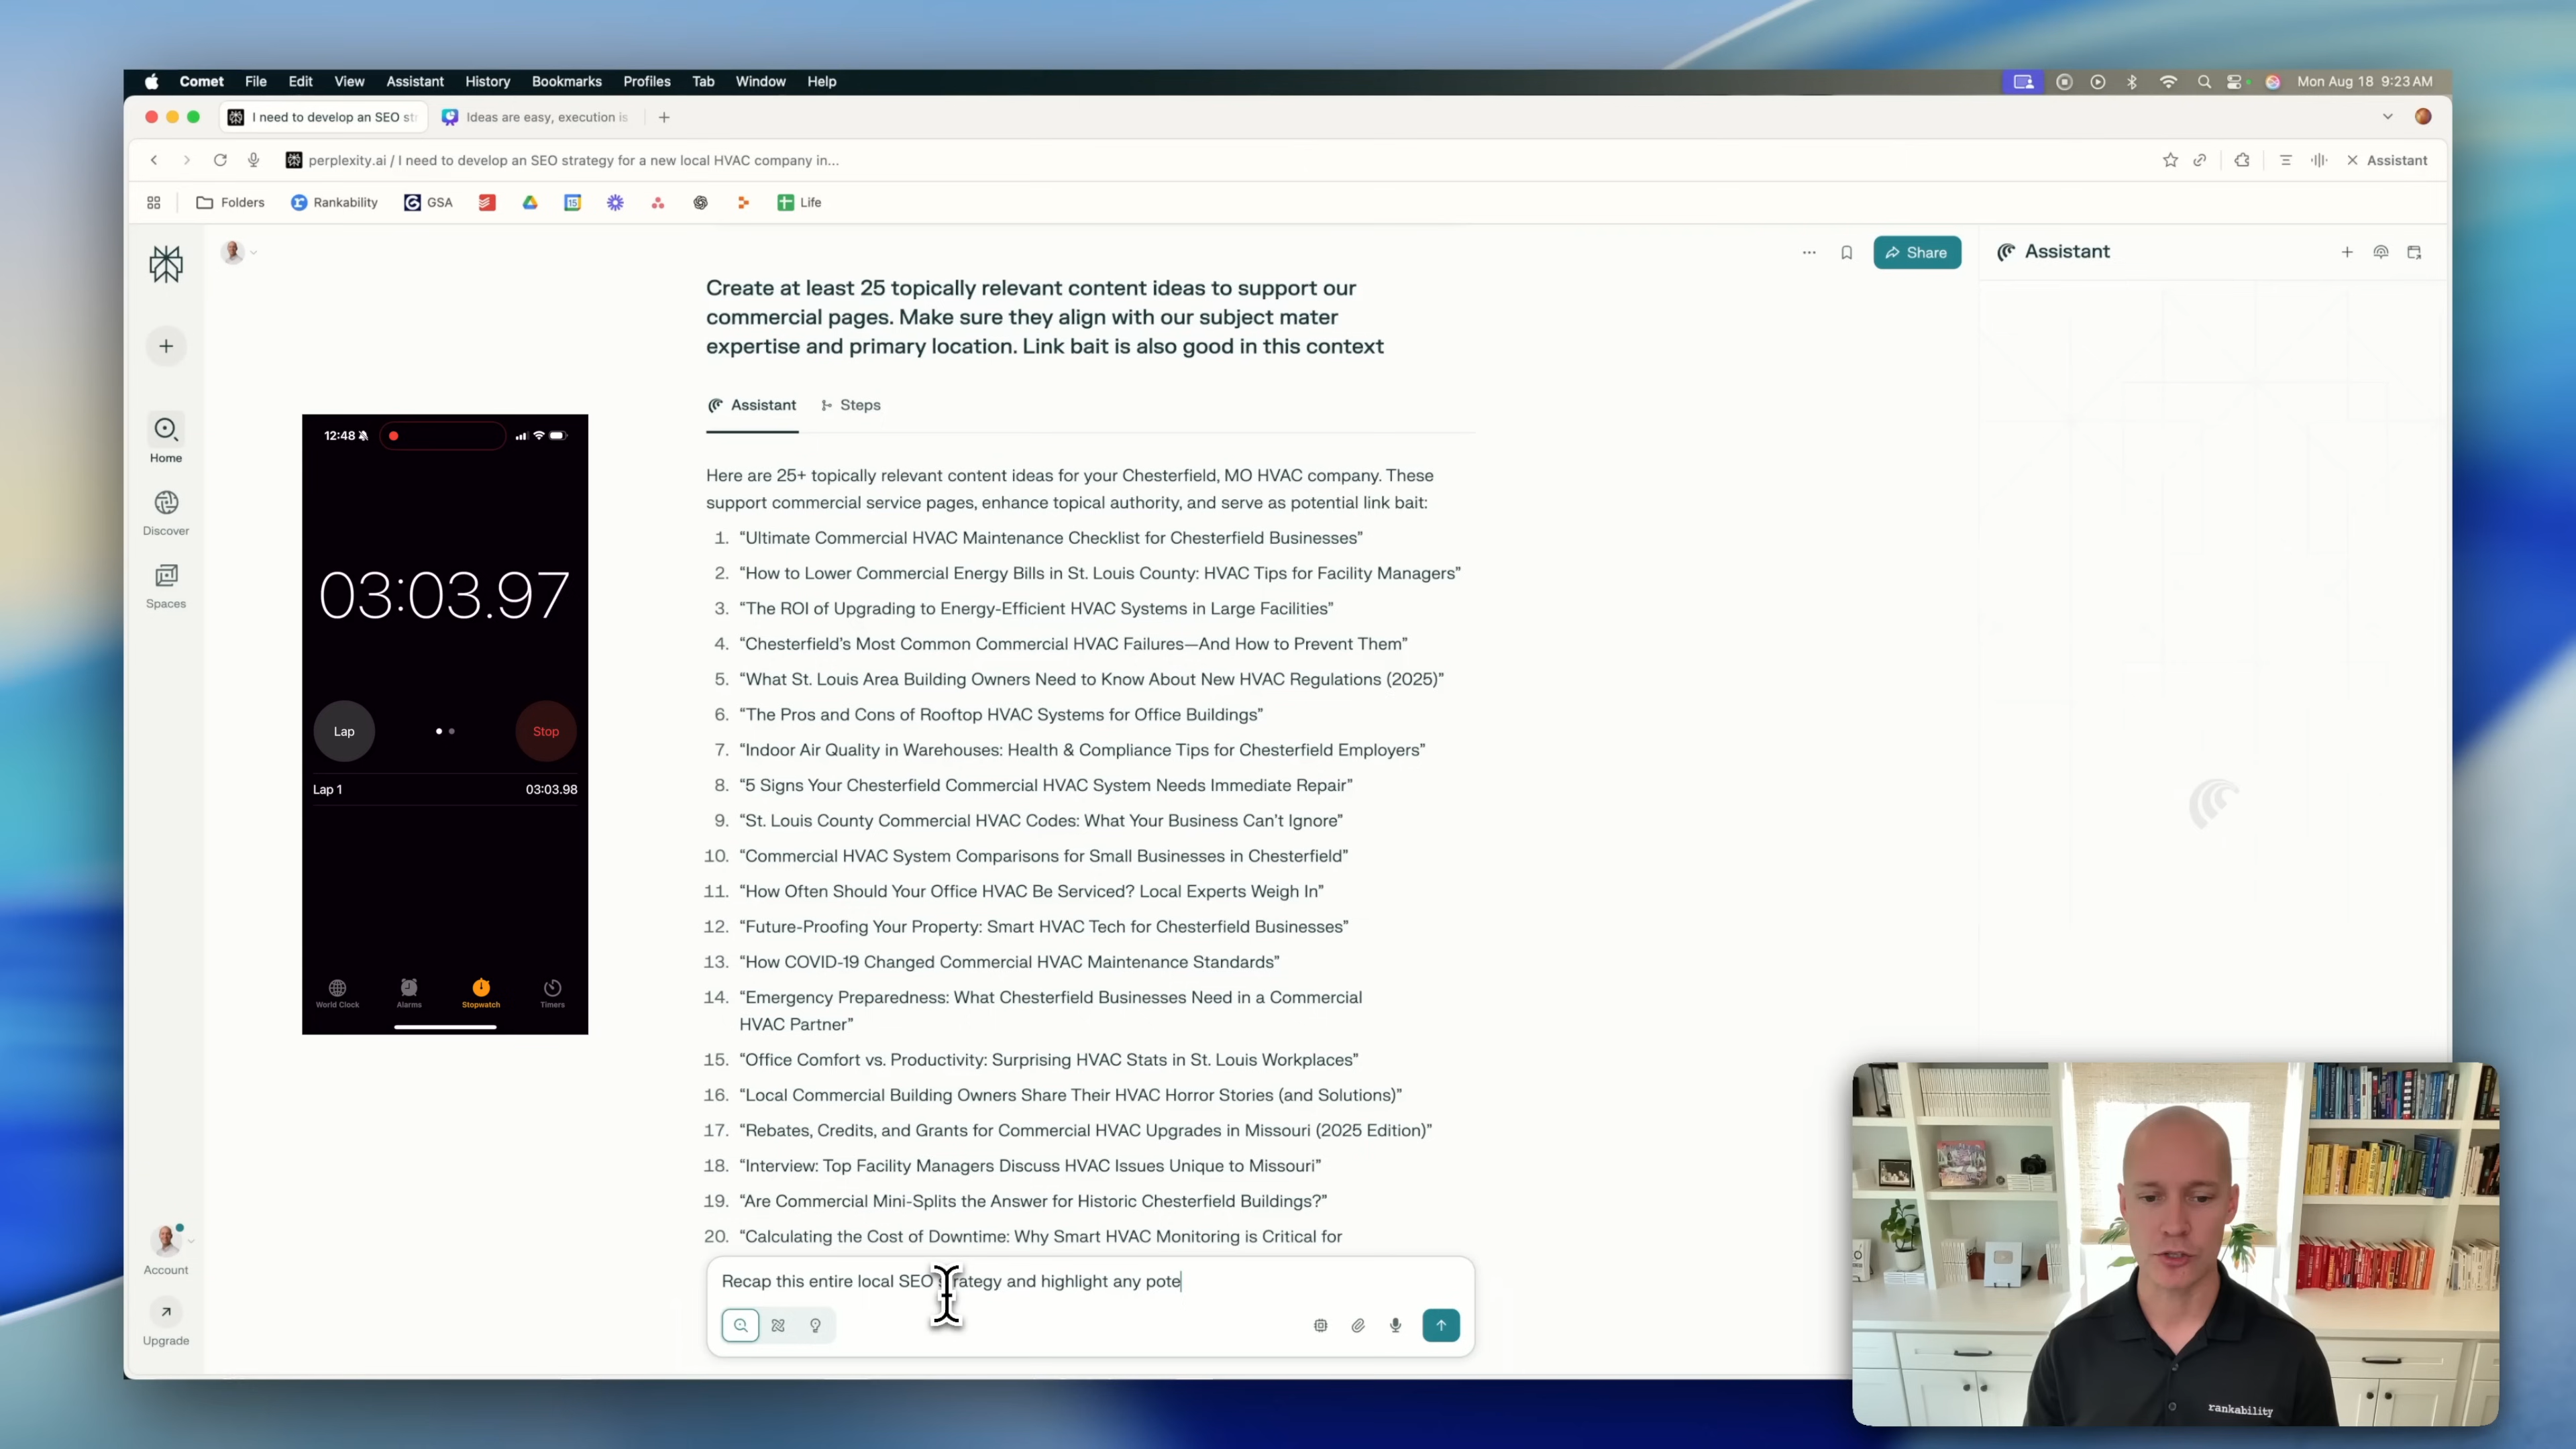 Comet File Edit View Assistant History Bookmarks Profiles Tab Window Help
Mon Aug 18 9:23 AM
I need to develop an SEO st
Ideas are easy, execution is
perplexity.ai / I need to develop an SEO strategy for a new local HVAC company in...
Assistant
Folders Rankability GSA 15 Life
Share
Assistant
Home
Discover
Spaces
Account
Upgrade
12:48
03:03.97
Lap
Stop
Lap 1 03:03.98
World Clock Alarms Stopwatch Timers
Create at least 25 topically relevant content ideas to support our
commercial pages. Make sure they align with our subject mater
expertise and primary location. Link bait is also good in this context
Assistant Steps
Here are 25+ topically relevant content ideas for your Chesterfield, MO HVAC company. These
support commercial service pages, enhance topical authority, and serve as potential link bait:
1. “Ultimate Commercial HVAC Maintenance Checklist for Chesterfield Businesses”
2. “How to Lower Commercial Energy Bills in St. Louis County: HVAC Tips for Facility Managers”
3. “The ROI of Upgrading to Energy-Efficient HVAC Systems in Large Facilities”
4. “Chesterfield’s Most Common Commercial HVAC Failures—And How to Prevent Them”
5. “What St. Louis Area Building Owners Need to Know About New HVAC Regulations (2025)”
6. “The Pros and Cons of Rooftop HVAC Systems for Office Buildings”
7. “Indoor Air Quality in Warehouses: Health & Compliance Tips for Chesterfield Employers”
8. “5 Signs Your Chesterfield Commercial HVAC System Needs Immediate Repair”
9. “St. Louis County Commercial HVAC Codes: What Your Business Can’t Ignore”
10. “Commercial HVAC System Comparisons for Small Businesses in Chesterfield”
11. “How Often Should Your Office HVAC Be Serviced? Local Experts Weigh In”
12. “Future-Proofing Your Property: Smart HVAC Tech for Chesterfield Businesses”
13. “How COVID-19 Changed Commercial HVAC Maintenance Standards”
14. “Emergency Preparedness: What Chesterfield Businesses Need in a Commercial
HVAC Partner”
15. “Office Comfort vs. Productivity: Surprising HVAC Stats in St. Louis Workplaces”
16. “Local Commercial Building Owners Share Their HVAC Horror Stories (and Solutions)”
17. “Rebates, Credits, and Grants for Commercial HVAC Upgrades in Missouri (2025 Edition)”
18. “Interview: Top Facility Managers Discuss HVAC Issues Unique to Missouri”
19. “Are Commercial Mini-Splits the Answer for Historic Chesterfield Buildings?”
20. “Calculating the Cost of Downtime: Why Smart HVAC Monitoring is Critical for
Recap this entire local SEO strategy and highlight any pote
rankability